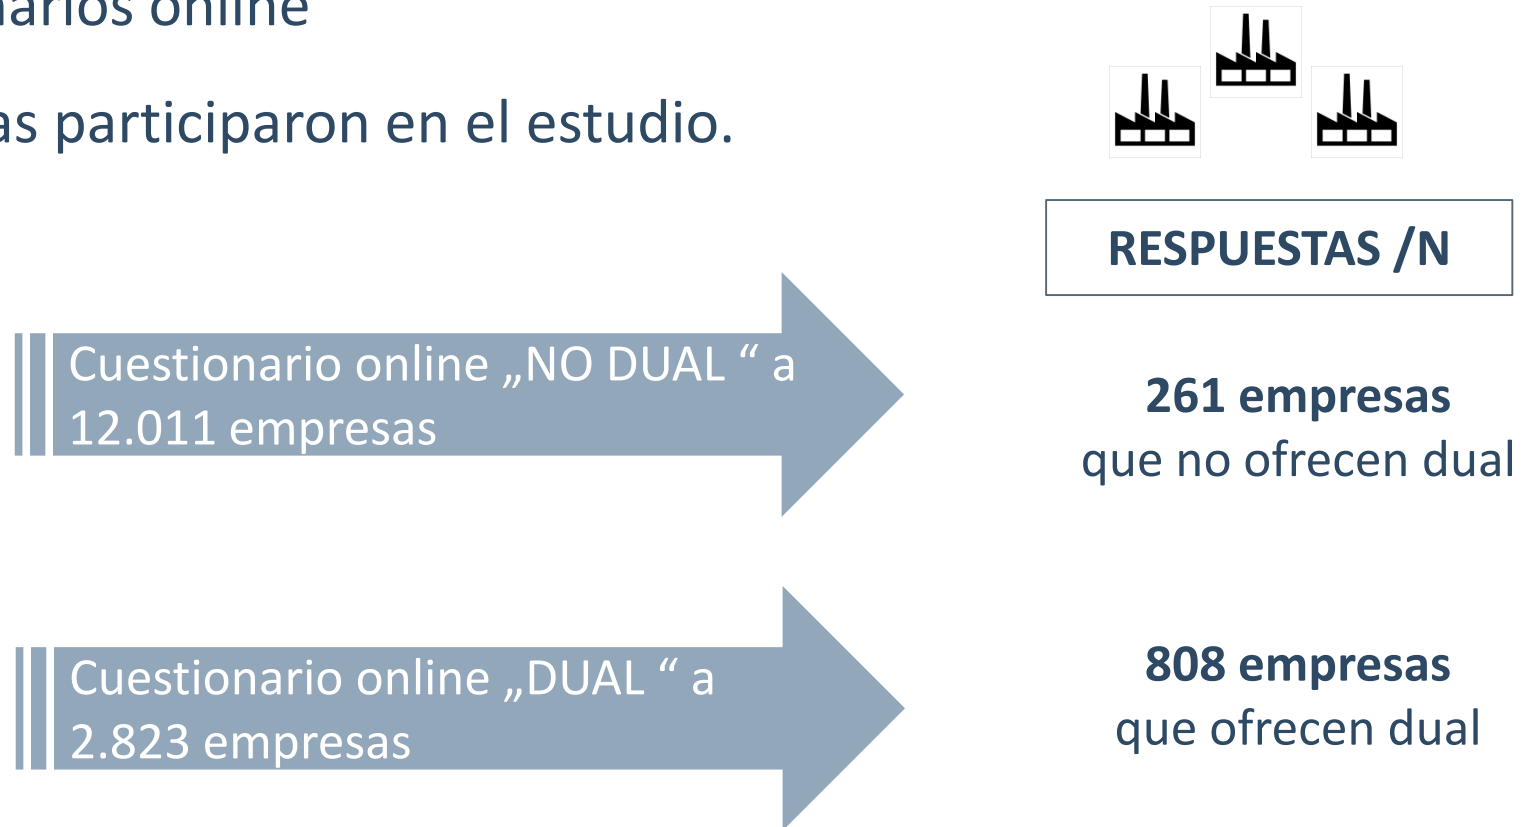 online
participaron en el estudio.
RESPUESTAS /N
Cuestionario online „NO DUAL “ a
12.011 empresas
261 empresas
que no ofrecen dual
Cuestionario online „DUAL “ a
2.823 empresas
808 empresas
que ofrecen dual